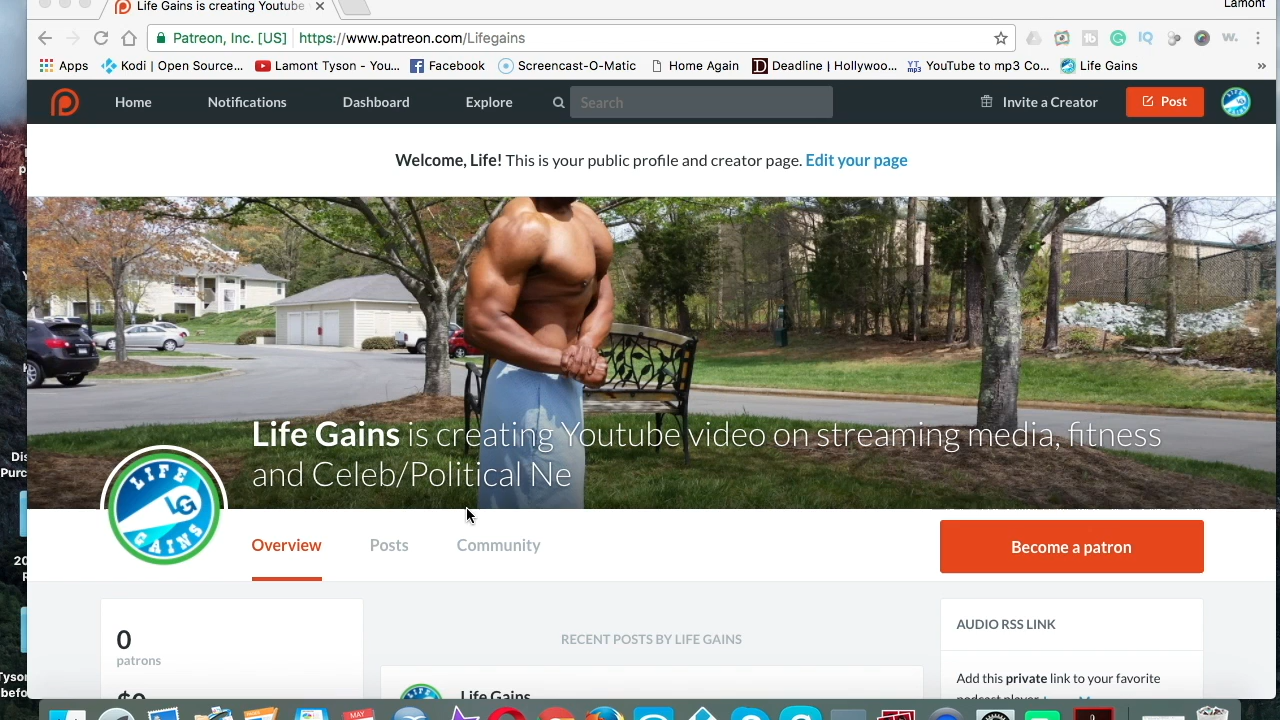 Life Gains is creating Youtube
Lamont
Patreon, Inc. [US] https://www.patreon.com/Lifegains
Apps Kodi | Open Source... Lamont Tyson - You... Facebook Screencast-O-Matic Home Again Deadline | Hollywoo... YouTube to mp3 Co... Life Gains »
Home Notifications Dashboard Explore Search Invite a Creator Post
Welcome, Life! This is your public profile and creator page. Edit your page
Life Gains is creating Youtube video on streaming media, fitness
and Celeb/Political Ne
LIFE
LG
GAINS
Overview Posts Community Become a patron
0
patrons
RECENT POSTS BY LIFE GAINS
Life Gains
AUDIO RSS LINK
Add this private link to your favorite
MAY